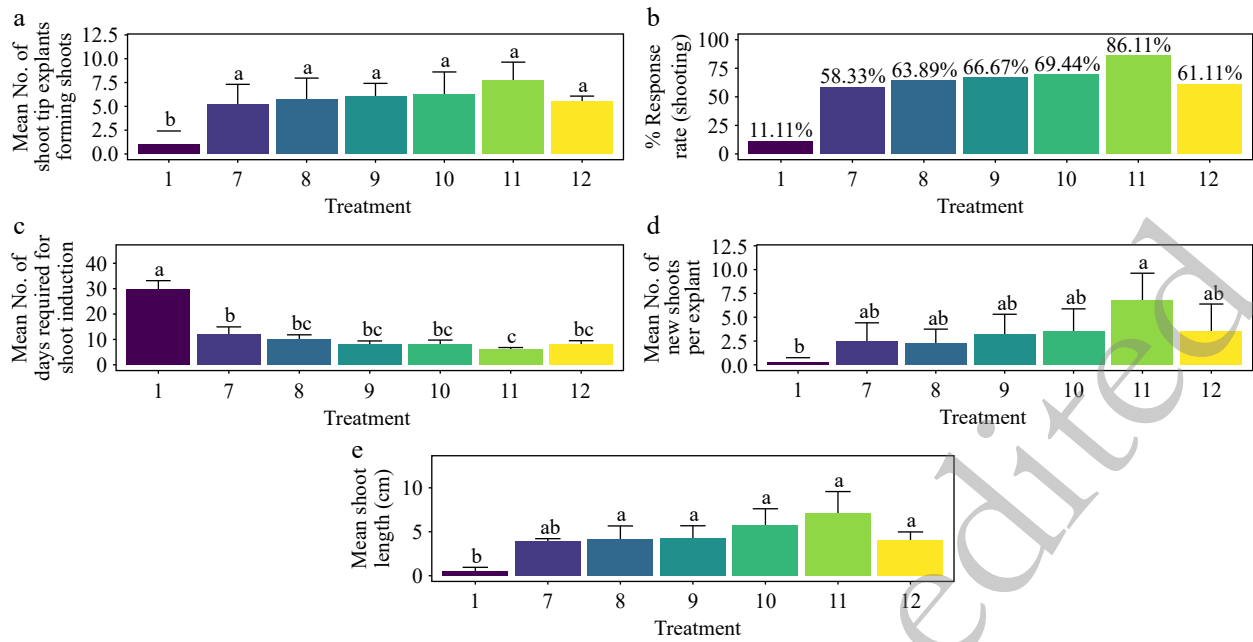 a
Mean No. of
shoot tip explants
forming shoots
12.5
10.0
7.5
5.0
2.5
0.0
b a a a a a a
1 7 8 9 10 11 12
Treatment
b
% Response
rate (shooting)
100
75
50
25
0
11.11% 58.33% 63.89% 66.67% 69.44% 86.11% 61.11%
1 7 8 9 10 11 12
Treatment
c
Mean No. of
days required for
shoot induction
40
30
20
10
0
a b bc bc bc c bc
1 7 8 9 10 11 12
Treatment
d
Mean No. of
new shoots
per explant
12.5
10.0
7.5
5.0
2.5
0.0
b ab ab ab ab a ab
1 7 8 9 10 11 12
Treatment
e
Mean shoot
length (cm)
10
5
0
b ab a a a a a
1 7 8 9 10 11 12
Treatment
edited